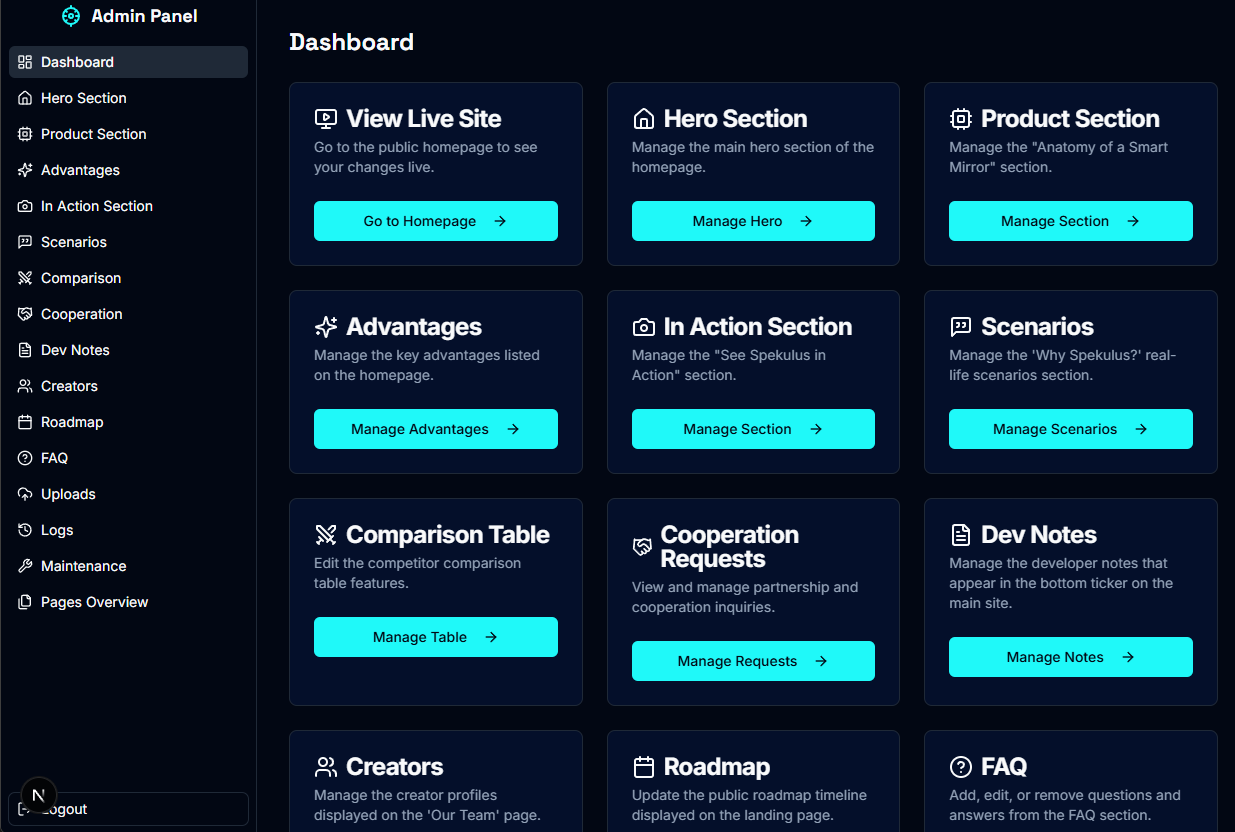 Admin Panel
Dashboard
Hero Section
Product Section
Advantages
In Action Section
Scenarios
Comparison
Cooperation
Dev Notes
Creators
Roadmap
FAQ
Uploads
Logs
Maintenance
Pages Overview
N
Logout
Dashboard
View Live Site
Go to the public homepage to see
your changes live.
Go to Homepage
Hero Section
Manage the main hero section of the
homepage.
Manage Hero
Product Section
Manage the "Anatomy of a Smart
Mirror" section.
Manage Section
Advantages
Manage the key advantages listed
on the homepage.
Manage Advantages
In Action Section
Manage the "See Spekulus in
Action" section.
Manage Section
Scenarios
Manage the 'Why Spekulus?' real-
life scenarios section.
Manage Scenarios
Comparison Table
Edit the competitor comparison
table features.
Manage Table
Cooperation
Requests
View and manage partnership and
cooperation inquiries.
Manage Requests
Dev Notes
Manage the developer notes that
appear in the bottom ticker on the
main site.
Manage Notes
Creators
Manage the creator profiles
displayed on the 'Our Team' page.
Roadmap
Update the public roadmap timeline
displayed on the landing page.
FAQ
Add, edit, or remove questions and
answers from the FAQ section.